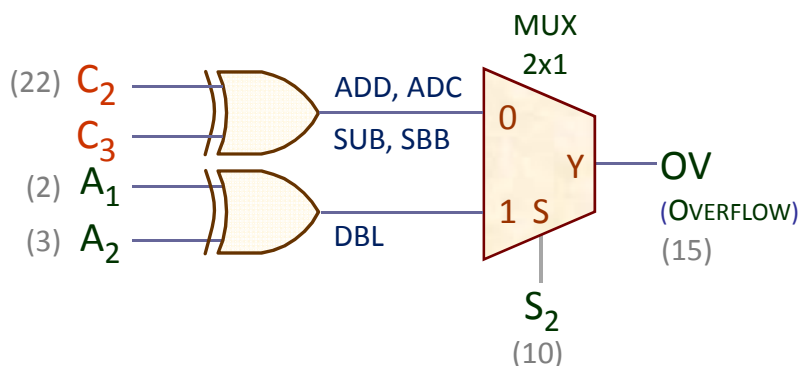 MUX
2x1
(22) C₂
ADD, ADC
0
C₃
SUB, SBB
Y
OV
(2) A₁
(OVERFLOW)
1 S
(3) A₂
DBL
(15)
S₂
(10)